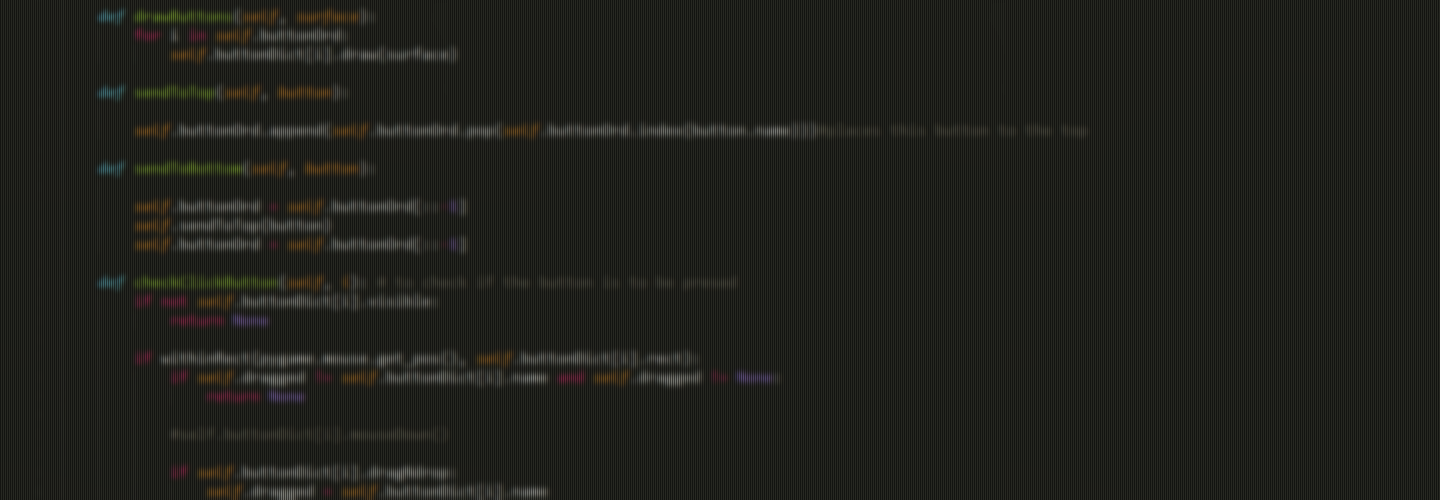 def drawButtons(self, surface):
for i in self.buttonOrd:
self.buttonDict[i].draw(surface)
def sendToTop(self, button):
self.buttonOrd.append(self.buttonOrd.pop(self.buttonOrd.index(button.name)))#places this button to the top
def sendToBottom(self, button):
self.buttonOrd = self.buttonOrd[::-1]
self.sendToTop(button)
self.buttonOrd = self.buttonOrd[::-1]
def checkClickButton(self, i): # to check if the button is to be pressed
if not self.buttonDict[i].visible:
return None
if withinRect(pygame.mouse.get_pos(), self.buttonDict[i].rect):
if self.dragged != self.buttonDict[i].name and self.dragged != None:
return None
#self.buttonDict[i].mouseDown()
if self.buttonDict[i].dragNdrop:
self.dragged = self.buttonDict[i].name